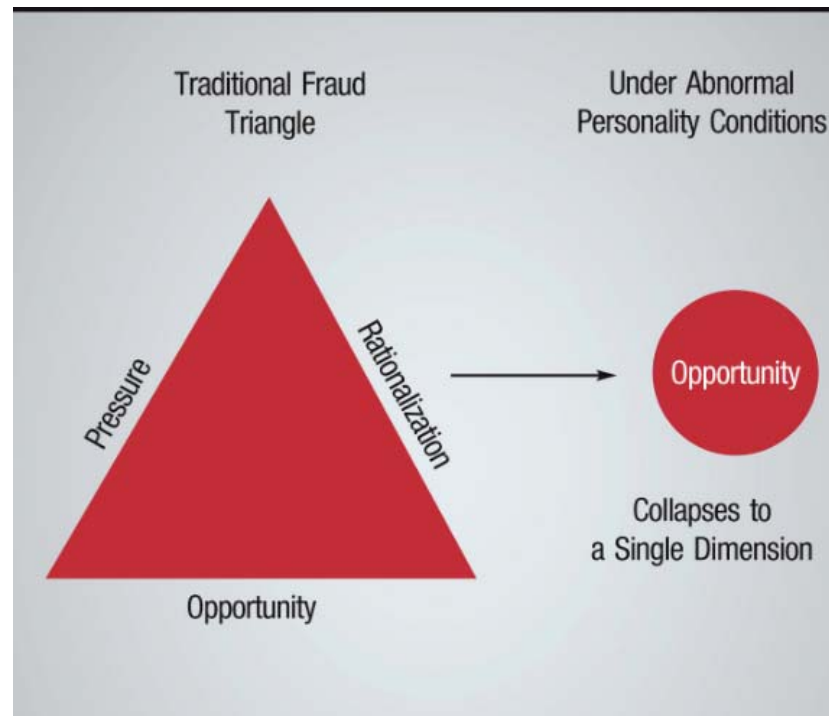 Traditional Fraud
Triangle
Under Abnormal
Personality Conditions
Pressure
Rationalization
Opportunity
Opportunity
Collapses to
a Single Dimension